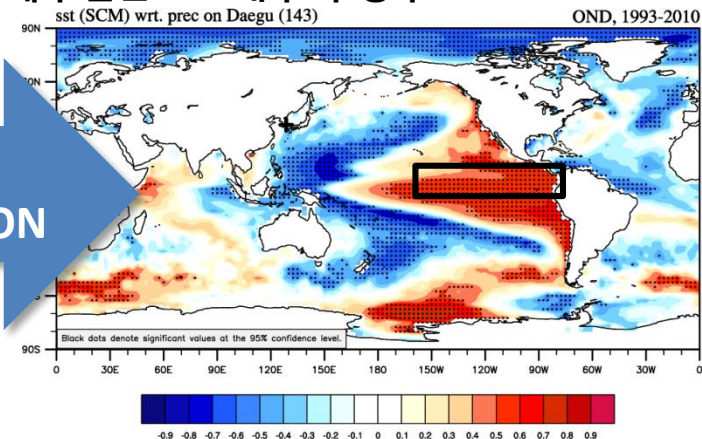 sst (SCM) wrt. prec on Daegu (143)
OND, 1993-2010
90N
ON
90S
Black dots denote significant values at the 95% confidence level.
0 30E 60E 90E 120E 150E 180 150W 120W 90W 60W 30W 0
-0.9 -0.8 -0.7 -0.6 -0.5 -0.4 -0.3 -0.2 -0.1 0 0.1 0.2 0.3 0.4 0.5 0.6 0.7 0.8 0.9